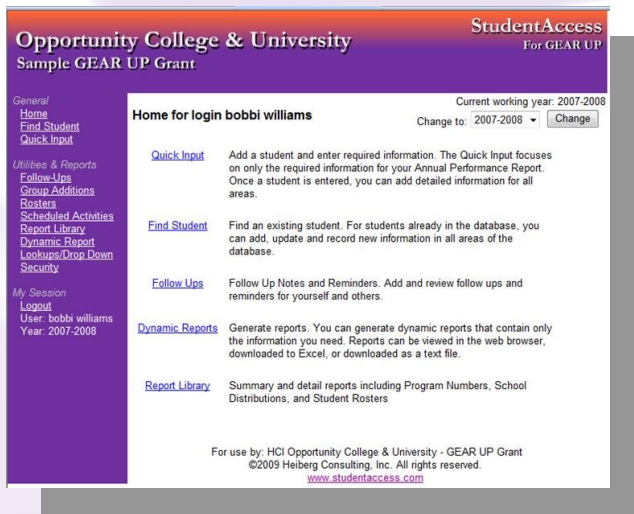 Opportunity College & University
Sample GEAR UP Grant
StudentAccess
For GEAR UP
General
Home
Find Student
Quick Input
Utilities & Reports
Follow-Ups
Group Additions
Rosters
Scheduled Activities
Report Library
Dynamic Report
Lookups/Drop Down
Security
My Session
Logout
User: bobbi williams
Year: 2007-2008
Current working year: 2007-2008
Home for login bobbi williams
Change to: 2007-2008 Change
Quick Input Add a student and enter required information. The Quick Input focuses
on only the required information for your Annual Performance Report.
Once a student is entered, you can add detailed information for all
areas.
Find Student Find an existing student. For students already in the database, you
can add, update and record new information in all areas of the
database.
Follow Ups Follow Up Notes and Reminders. Add and review follow ups and
reminders for yourself and others.
Dynamic Reports Generate reports. You can generate dynamic reports that contain only
the information you need. Reports can be viewed in the web browser,
downloaded to Excel, or downloaded as a text file.
Report Library Summary and detail reports including Program Numbers, School
Distributions, and Student Rosters
For use by: HCI Opportunity College & University - GEAR UP Grant
©2009 Heiberg Consulting, Inc. All rights reserved.
www.studentaccess.com